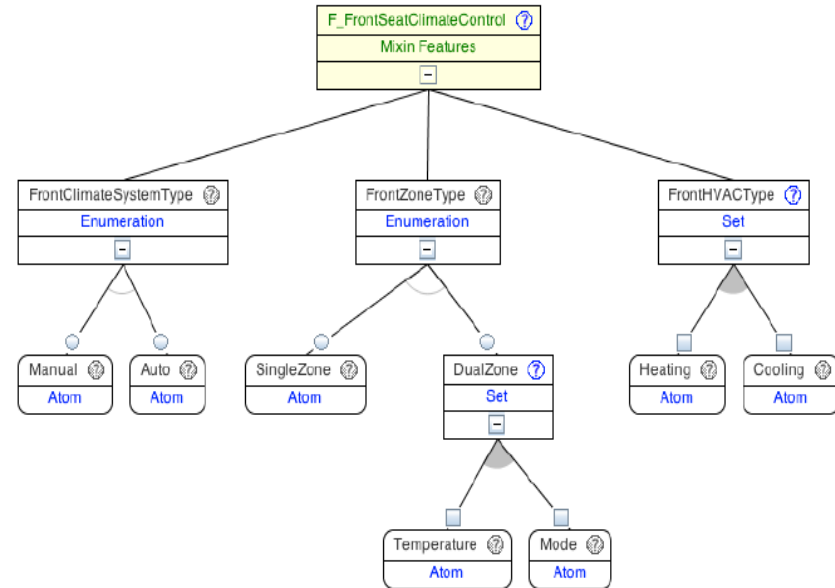 F_FrontSeatClimateControl ?
Mixin Features
FrontClimateSystemType ?
Enumeration
FrontZoneType ?
Enumeration
FrontHVACType ?
Set
Manual ?
Atom
Auto ?
Atom
SingleZone ?
Atom
DualZone ?
Set
Heating ?
Atom
Cooling ?
Atom
Temperature ?
Atom
Mode ?
Atom